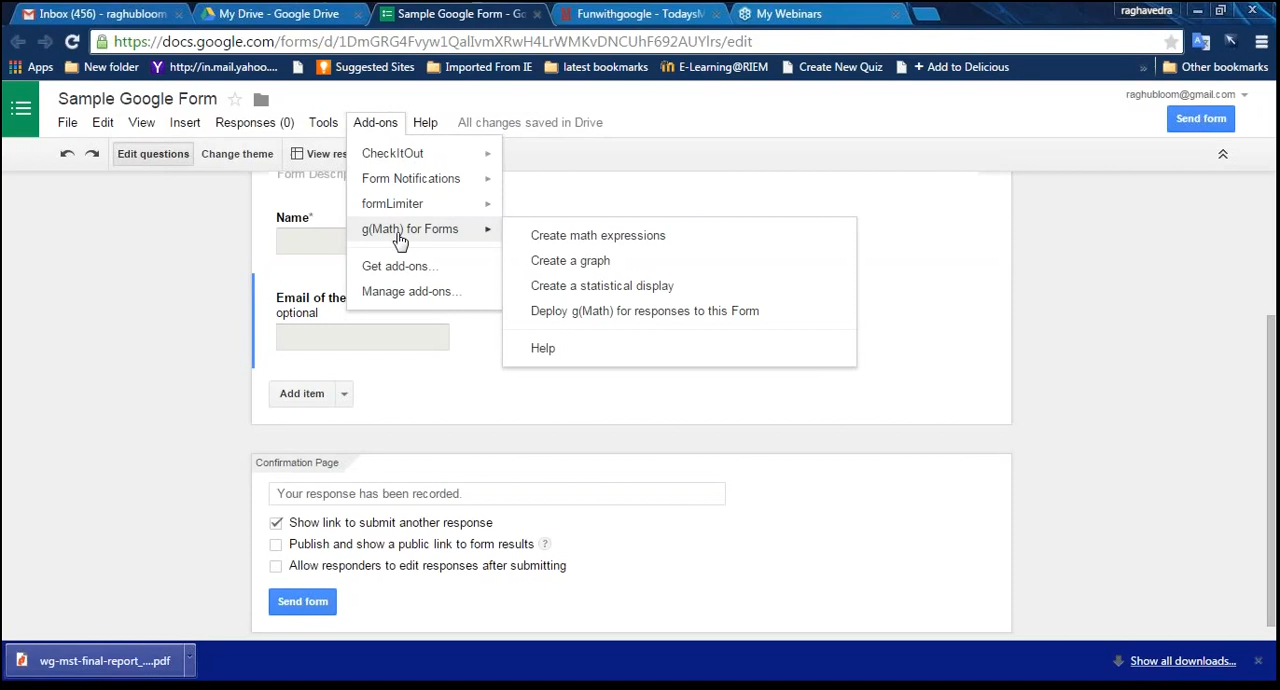 Inbox (456) - raghubloom
My Drive - Google Drive
Sample Google Form - Go
Funwithgoogle - TodaysM
My Webinars
raghavedra
https://docs.google.com/forms/d/1DmGRG4Fvyw1QalIvmXRwH4LrWMKvDNCUhF692AUYlrs/edit
Apps
New folder
http://in.mail.yahoo....
Suggested Sites
Imported From IE
latest bookmarks
E-Learning@RIEM
Create New Quiz
+ Add to Delicious
»
Other bookmarks
Sample Google Form
raghubloom@gmail.com
File Edit View Insert Responses (0) Tools Add-ons Help All changes saved in Drive
Send form
Edit questions
Change theme
View res
CheckItOut
Form Descrip
Form Notifications
formLimiter
Name*
g(Math) for Forms
Create math expressions
Create a graph
Get add-ons...
Create a statistical display
Manage add-ons...
Email of the
optional
Deploy g(Math) for responses to this Form
Help
Add item
Confirmation Page
Your response has been recorded.
Show link to submit another response
Publish and show a public link to form results ?
Allow responders to edit responses after submitting
Send form
wg-mst-final-report_....pdf
Show all downloads...